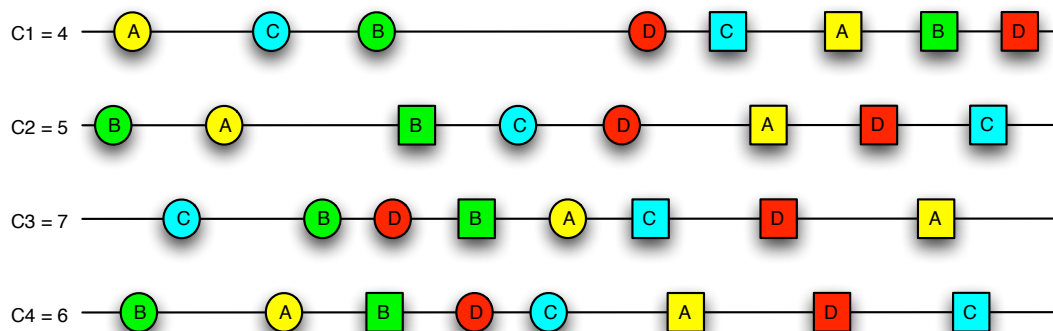 C1 = 4 A C B D C A B D
C2 = 5 B A B C D A D C
C3 = 7 C B D B A C D A
C4 = 6 B A B D C A D C